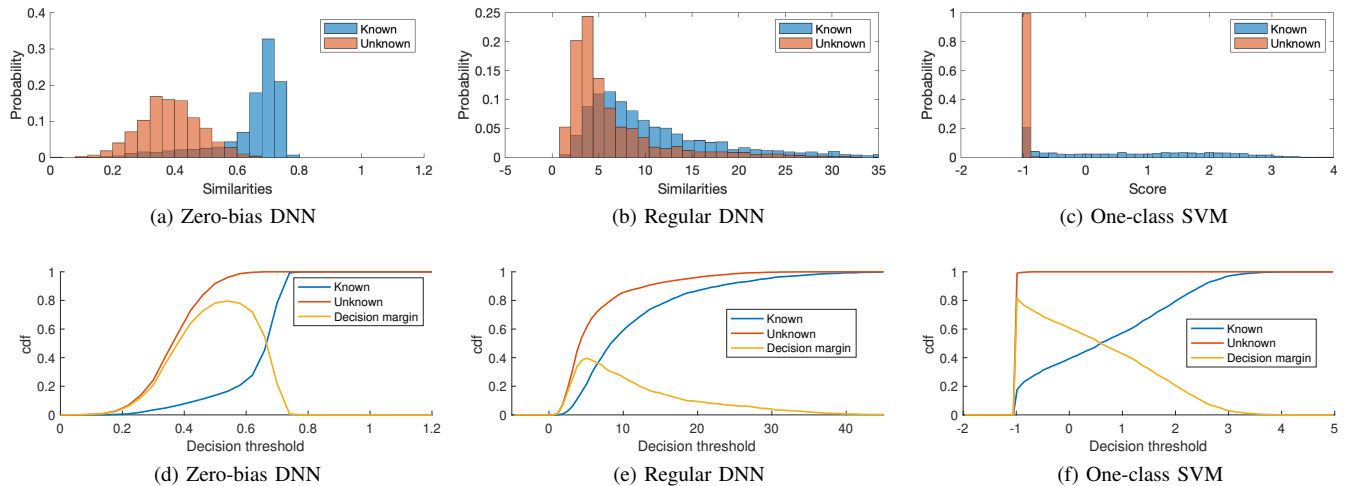 0.4
0.3
0.2
0.1
0
Probability
0 0.2 0.4 0.6 0.8 1 1.2
Similarities
Known
Unknown
(a) Zero-bias DNN
0.25
0.2
0.15
0.1
0.05
0
Probability
-5 0 5 10 15 20 25 30 35
Similarities
Known
Unknown
(b) Regular DNN
1
0.8
0.6
0.4
0.2
0
Probability
-2 -1 0 1 2 3 4
Score
Known
Unknown
(c) One-class SVM
1
0.8
0.6
0.4
0.2
0
cdf
0 0.2 0.4 0.6 0.8 1 1.2
Decision threshold
Known
Unknown
Decision margin
(d) Zero-bias DNN
1
0.8
0.6
0.4
0.2
0
cdf
0 10 20 30 40
Decision threshold
Known
Unknown
Decision margin
(e) Regular DNN
1
0.8
0.6
0.4
0.2
0
cdf
-2 -1 0 1 2 3 4 5
Decision threshold
Known
Unknown
Decision margin
(f) One-class SVM